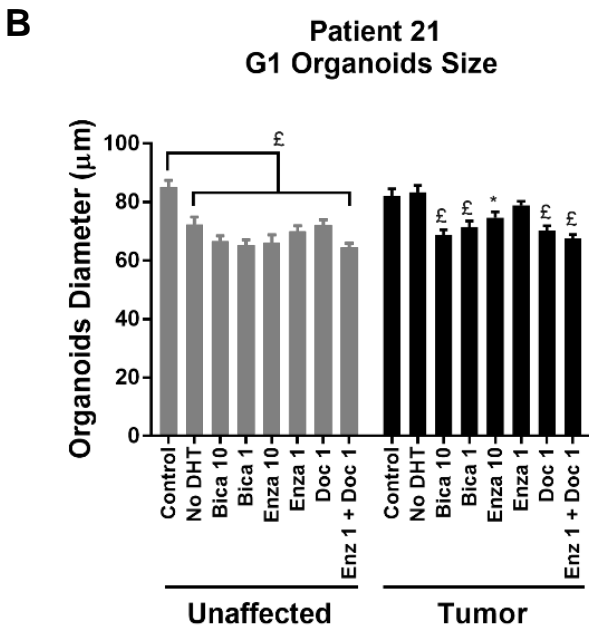 B
Patient 21
G1 Organoids Size
Organoids Diameter (μm)
100
80
60
40
20
0
£
£
£
*
£
£
Control
No DHT
Bica 10
Bica 1
Enza 10
Enza 1
Doc 1
Enz 1 + Doc 1
Control
No DHT
Bica 10
Bica 1
Enza 10
Enza 1
Doc 1
Enz 1 + Doc 1
Unaffected
Tumor